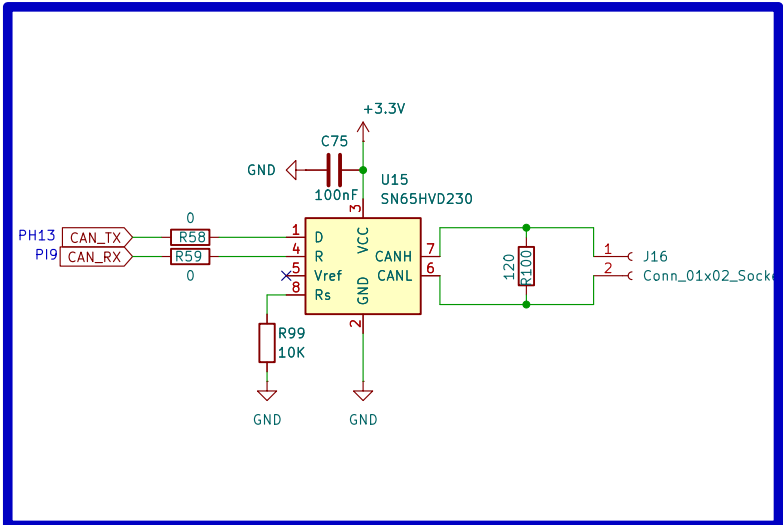 +3.3V
C75
GND
100nF
U15
SN65HVD230
3
0
PH13
CAN_TX
R58
1
D
VCC
PI9
CAN_RX
R59
4
R
CANH
7
0
5
Vref
CANL
6
8
Rs
GND
2
120
R100
1
J16
2
Conn_01x02_Socke
R99
10K
GND
GND